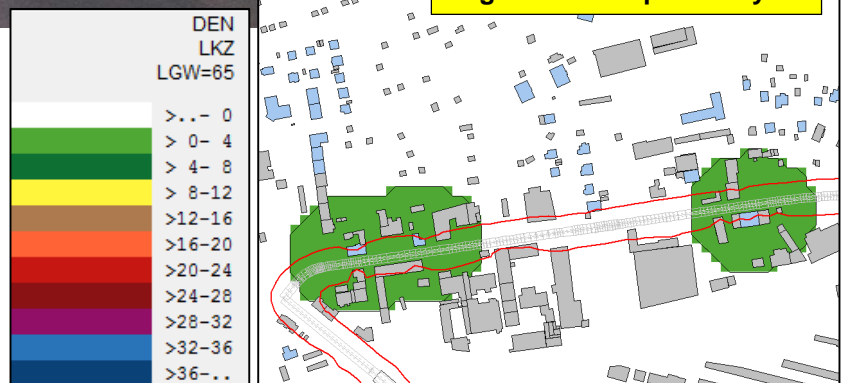 DEN
LKZ
LGW=65
>..- 0
> 0- 4
> 4- 8
> 8-12
>12-16
>16-20
>20-24
>24-28
>28-32
>32-36
>36-..